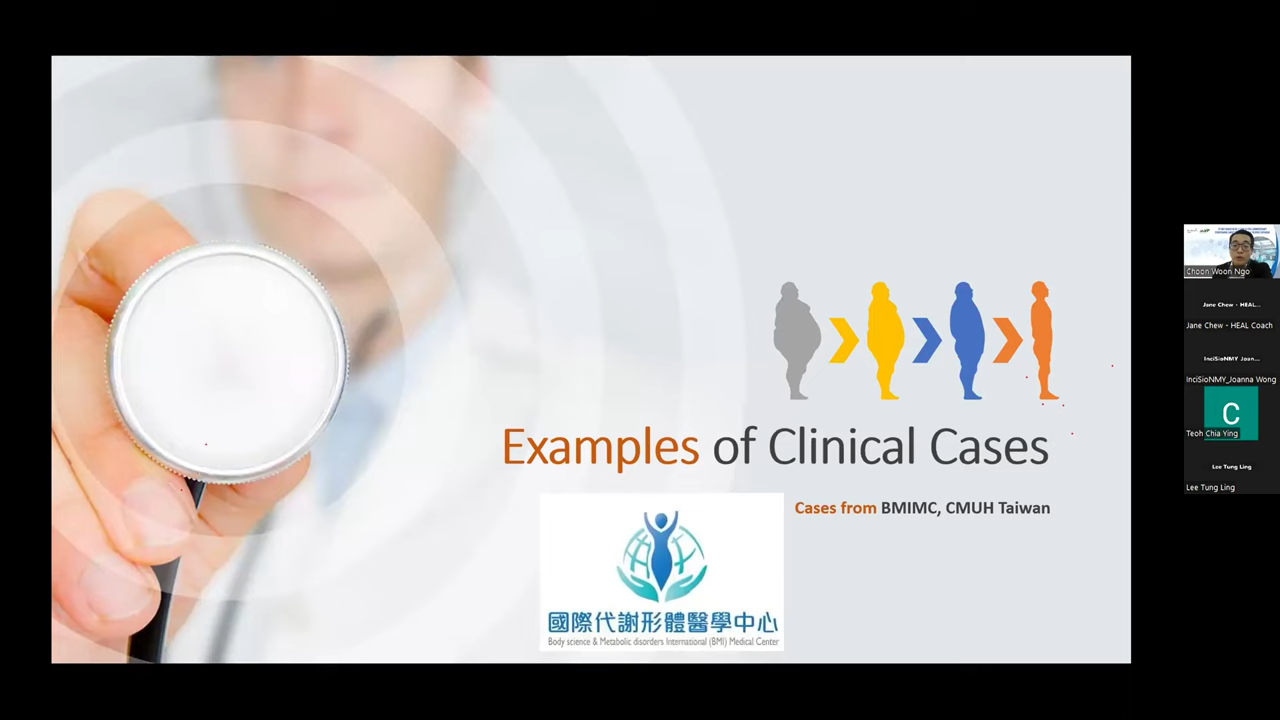 Examples of Clinical Cases
Cases from BMIMC, CMUH Taiwan
國際代謝形體醫學中心
Body science & Metabolic disorders International (BMI) Medical Center
Choon Woon Ngo
Jane Chew - HEAL...
Jane Chew - HEAL Coach
InciSioNMY Joan...
InciSioNMY_Joanna Wong
C
Teoh Chia Ying
Lee Tung Ling
Lee Tung Ling